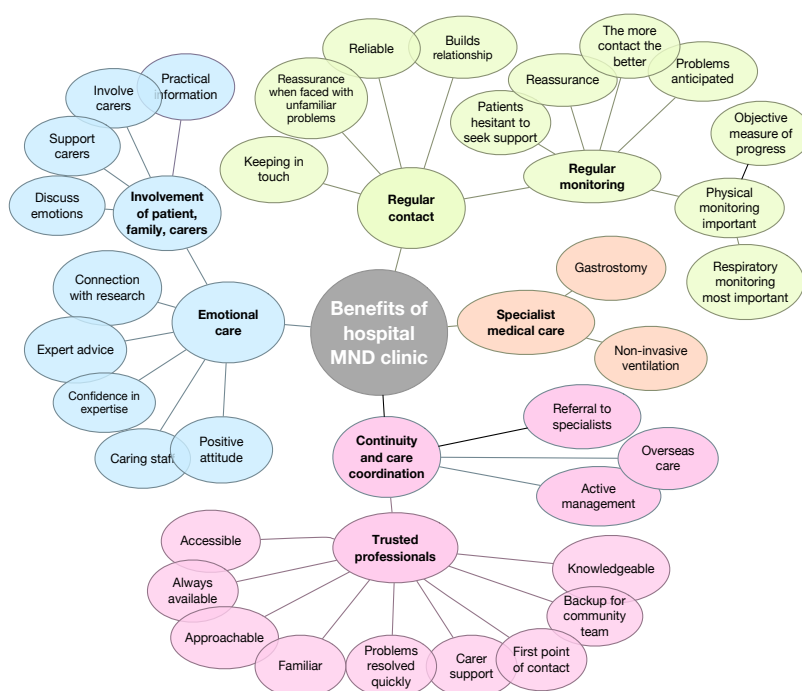 Practical
information
Involve
carers
Support
carers
Discuss
emotions
Involvement
of patient,
family, carers
Reliable
Builds
relationship
Reassurance
when faced with
unfamiliar
problems
Keeping in
touch
Regular
contact
The more
contact the
better
Reassurance
Problems
anticipated
Patients
hesitant to
seek support
Regular
monitoring
Objective
measure of
progress
Physical
monitoring
important
Respiratory
monitoring
most important
Connection
with research
Expert advice
Confidence in
expertise
Caring staff
Positive
attitude
Emotional
care
Benefits of
hospital
MND clinic
Specialist
medical care
Gastrostomy
Non-invasive
ventilation
Continuity
and care
coordination
Referral to
specialists
Overseas
care
Active
management
Trusted
professionals
Accessible
Always
available
Approachable
Familiar
Problems
resolved
quickly
Carer
support
First point
of contact
Backup for
community
team
Knowledgeable